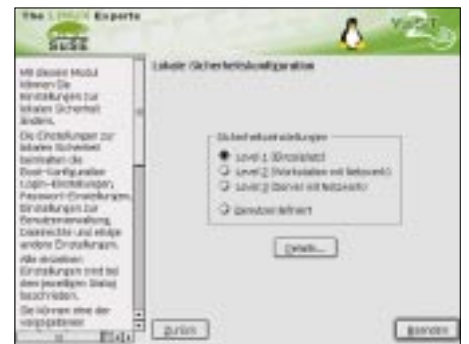 The LINUX Experts
SuSE
YaST2
Lokale Sicherheitskonfiguration
Mit diesem Modul
können Sie
Einstellungen zur
lokalen Sicherheit
ändern.
Die Einstellungen zur
lokalen Sicherheit
beinhalten die
Boot-Konfiguration
Login-Einstellungen,
Passwort-Einstellungen,
Einstellungen zur
Benutzerverwaltung,
Dateirechte und einige
andere Einstellungen.
Alle einzelnen
Einstellungen sind bei
dem jeweiligen Dialog
beschrieben.
Sie können eine der
vorgegebenen
Sicherheitseinstellungen
Level 1 (Einzelplatz)
Level 2 (Workstation mit Netzwerk)
Level 3 (Server mit Netzwerk)
Benutzerdefiniert
Details...
Zurück
Beenden